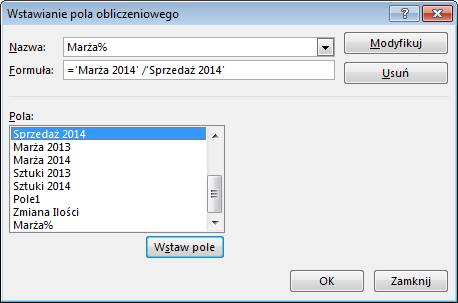 Wstawianie pola obliczeniowego
Nazwa: Marża% Modyfikuj
Formuła: ='Marża 2014' /'Sprzedaż 2014' Usuń
Pola:
Sprzedaż 2014
Marża 2013
Marża 2014
Sztuki 2013
Sztuki 2014
Pole1
Zmiana Ilości
Marża%
Wstaw pole
OK Zamknij